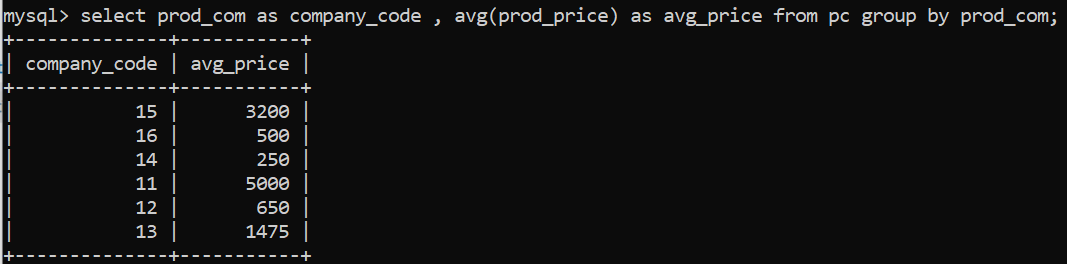 mysql> select prod_com as company_code , avg(prod_price) as avg_price from pc group by prod_com;
+--------------+-----------+
| company_code | avg_price |
+--------------+-----------+
|           15 |      3200 |
|           16 |       500 |
|           14 |       250 |
|           11 |      5000 |
|           12 |       650 |
|           13 |      1475 |
+--------------+-----------+